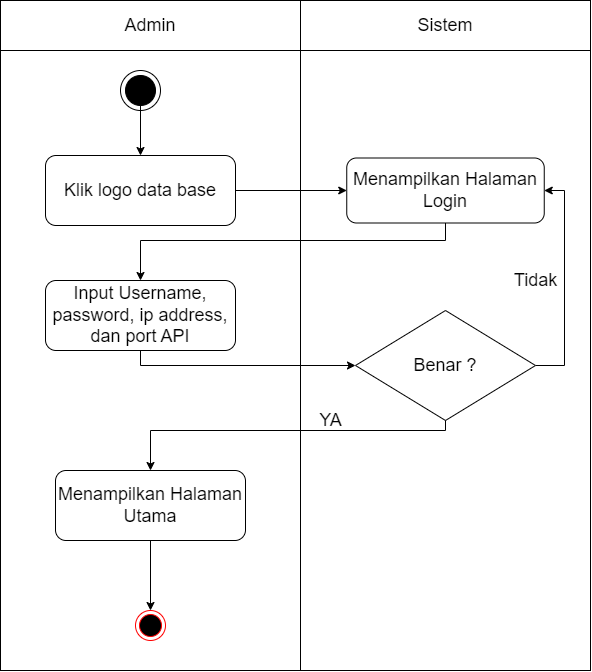 Admin
Sistem
Klik logo data base
Menampilkan Halaman
Login
Tidak
Input Username,
password, ip address,
dan port API
Benar ?
YA
Menampilkan Halaman
Utama